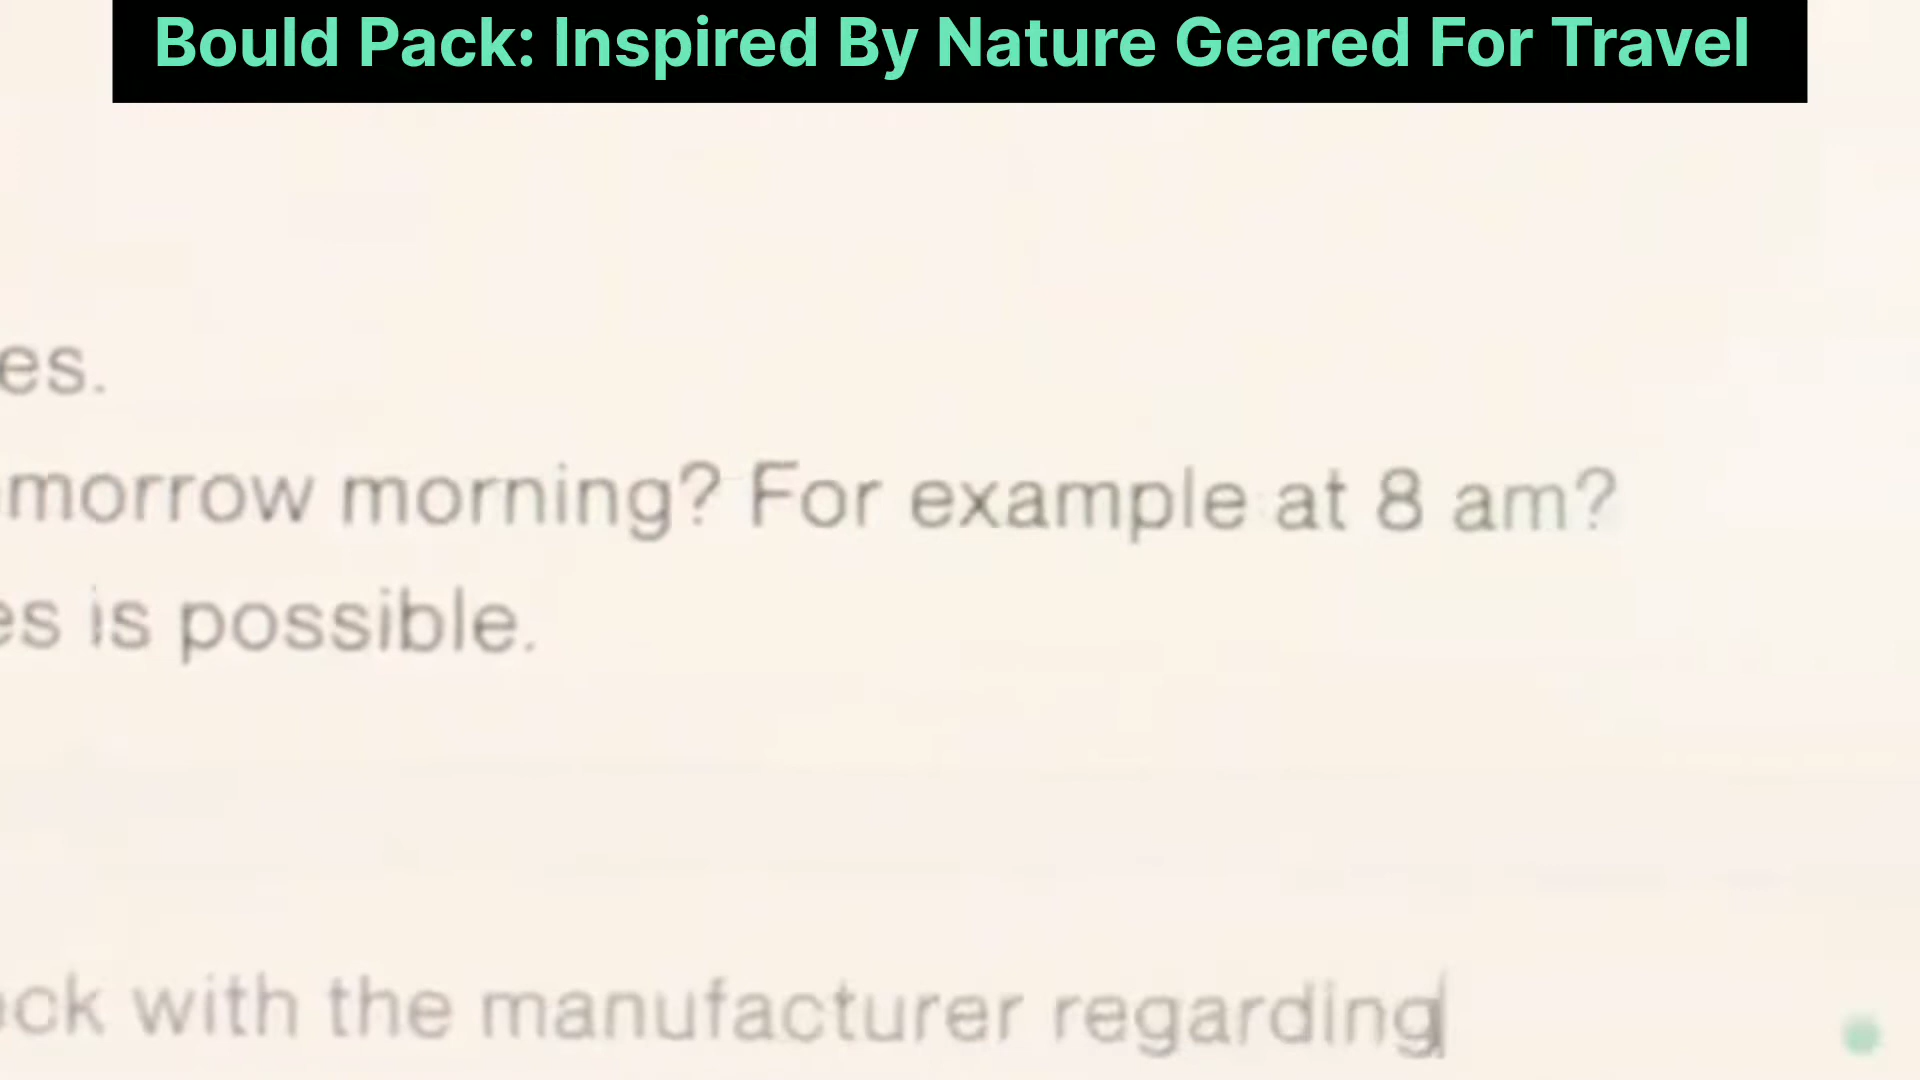 Bould Pack: Inspired By Nature Geared For Travel
es.
omorrow morning? For example at 8 am?
es is possible.
ck with the manufacturer regarding